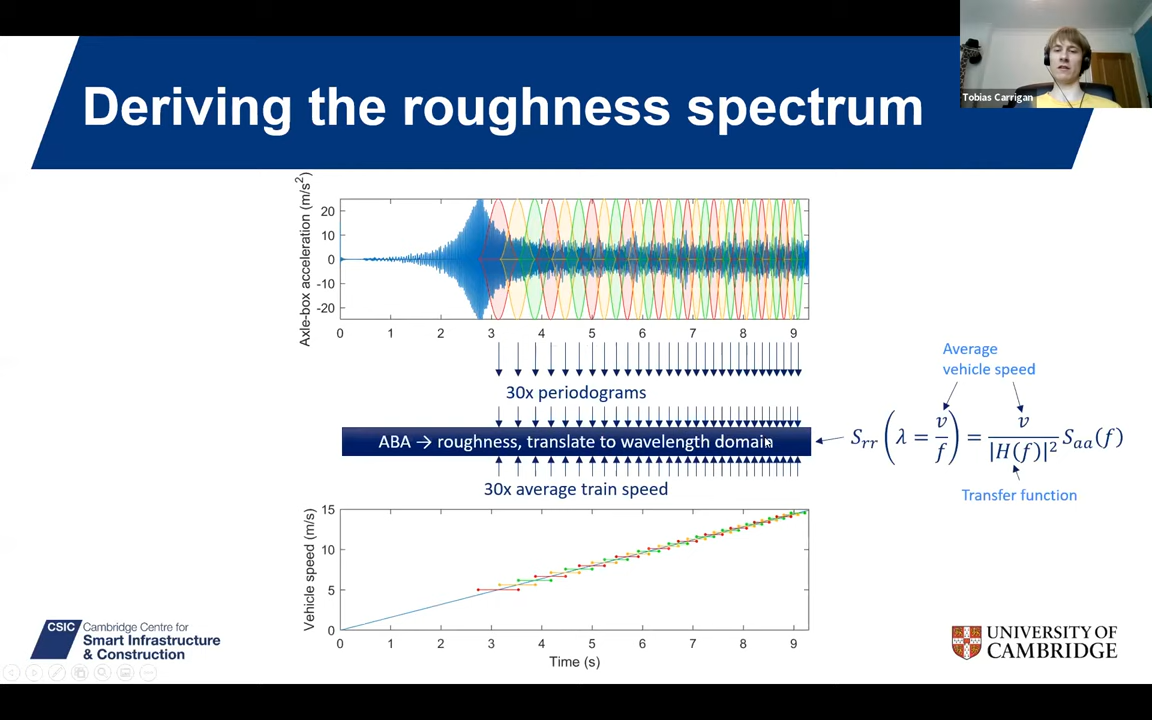 Deriving the roughness spectrum
Tobias Carrigan
Axle-box acceleration (m/s²)
20
10
0
-10
-20
0 1 2 3 4 5 6 7 8 9
30x periodograms
ABA → roughness, translate to wavelength domain
30x average train speed
Average
vehicle speed
S_rr(λ = v/f) = v/|H(f)|² S_aa(f)
Transfer function
Vehicle speed (m/s)
15
10
5
0
0 1 2 3 4 5 6 7 8 9
Time (s)
CSIC
Cambridge Centre for
Smart Infrastructure
& Construction
UNIVERSITY OF
CAMBRIDGE